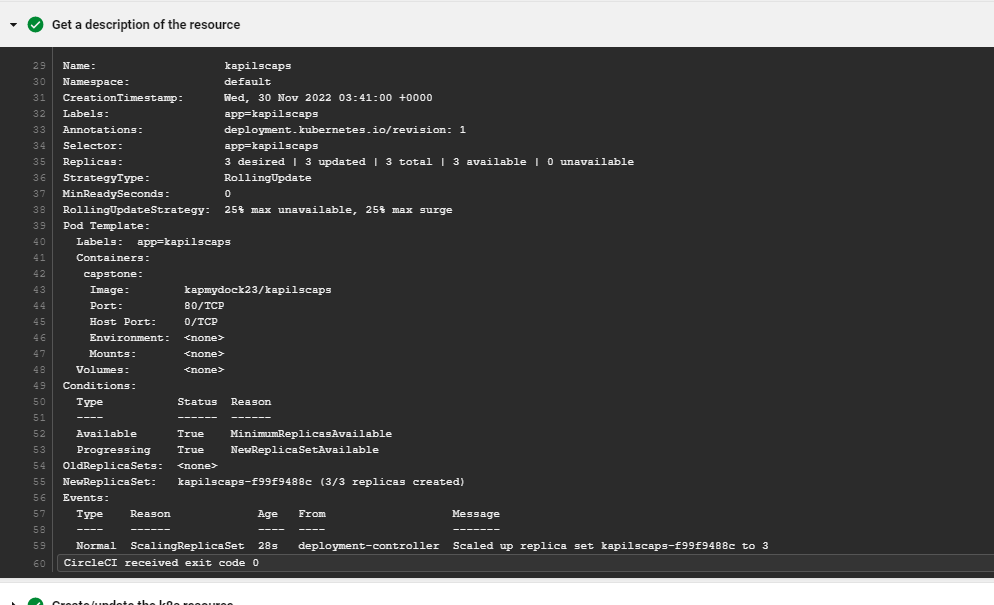 Get a description of the resource
29 Name: kapilscaps
30 Namespace: default
31 CreationTimestamp: Wed, 30 Nov 2022 03:41:00 +0000
32 Labels: app=kapilscaps
33 Annotations: deployment.kubernetes.io/revision: 1
34 Selector: app=kapilscaps
35 Replicas: 3 desired | 3 updated | 3 total | 3 available | 0 unavailable
36 StrategyType: RollingUpdate
37 MinReadySeconds: 0
38 RollingUpdateStrategy: 25% max unavailable, 25% max surge
39 Pod Template:
40 Labels: app=kapilscaps
41 Containers:
42 capstone:
43 Image: kapmydock23/kapilscaps
44 Port: 80/TCP
45 Host Port: 0/TCP
46 Environment: <none>
47 Mounts: <none>
48 Volumes: <none>
49 Conditions:
50 Type Status Reason
51 ---- ------ ------
52 Available True MinimumReplicasAvailable
53 Progressing True NewReplicaSetAvailable
54 OldReplicaSets: <none>
55 NewReplicaSet: kapilscaps-f99f9488c (3/3 replicas created)
56 Events:
57 Type Reason Age From Message
58 ---- ------ ---- ---- -------
59 Normal ScalingReplicaSet 28s deployment-controller Scaled up replica set kapilscaps-f99f9488c to 3
60 CircleCI received exit code 0
Create/update the k8s resource